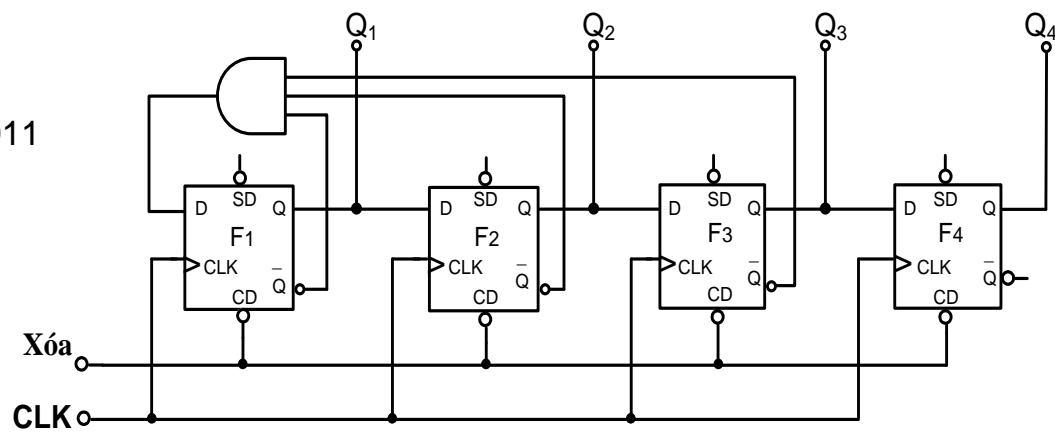 Q1 Q2 Q3 Q4
011
D SD Q D SD Q D SD Q D SD Q
F1 F2 F3 F4
CLK Q̅ CLK Q̅ CLK Q̅ CLK Q̅
CD CD CD CD
Xóa
CLK